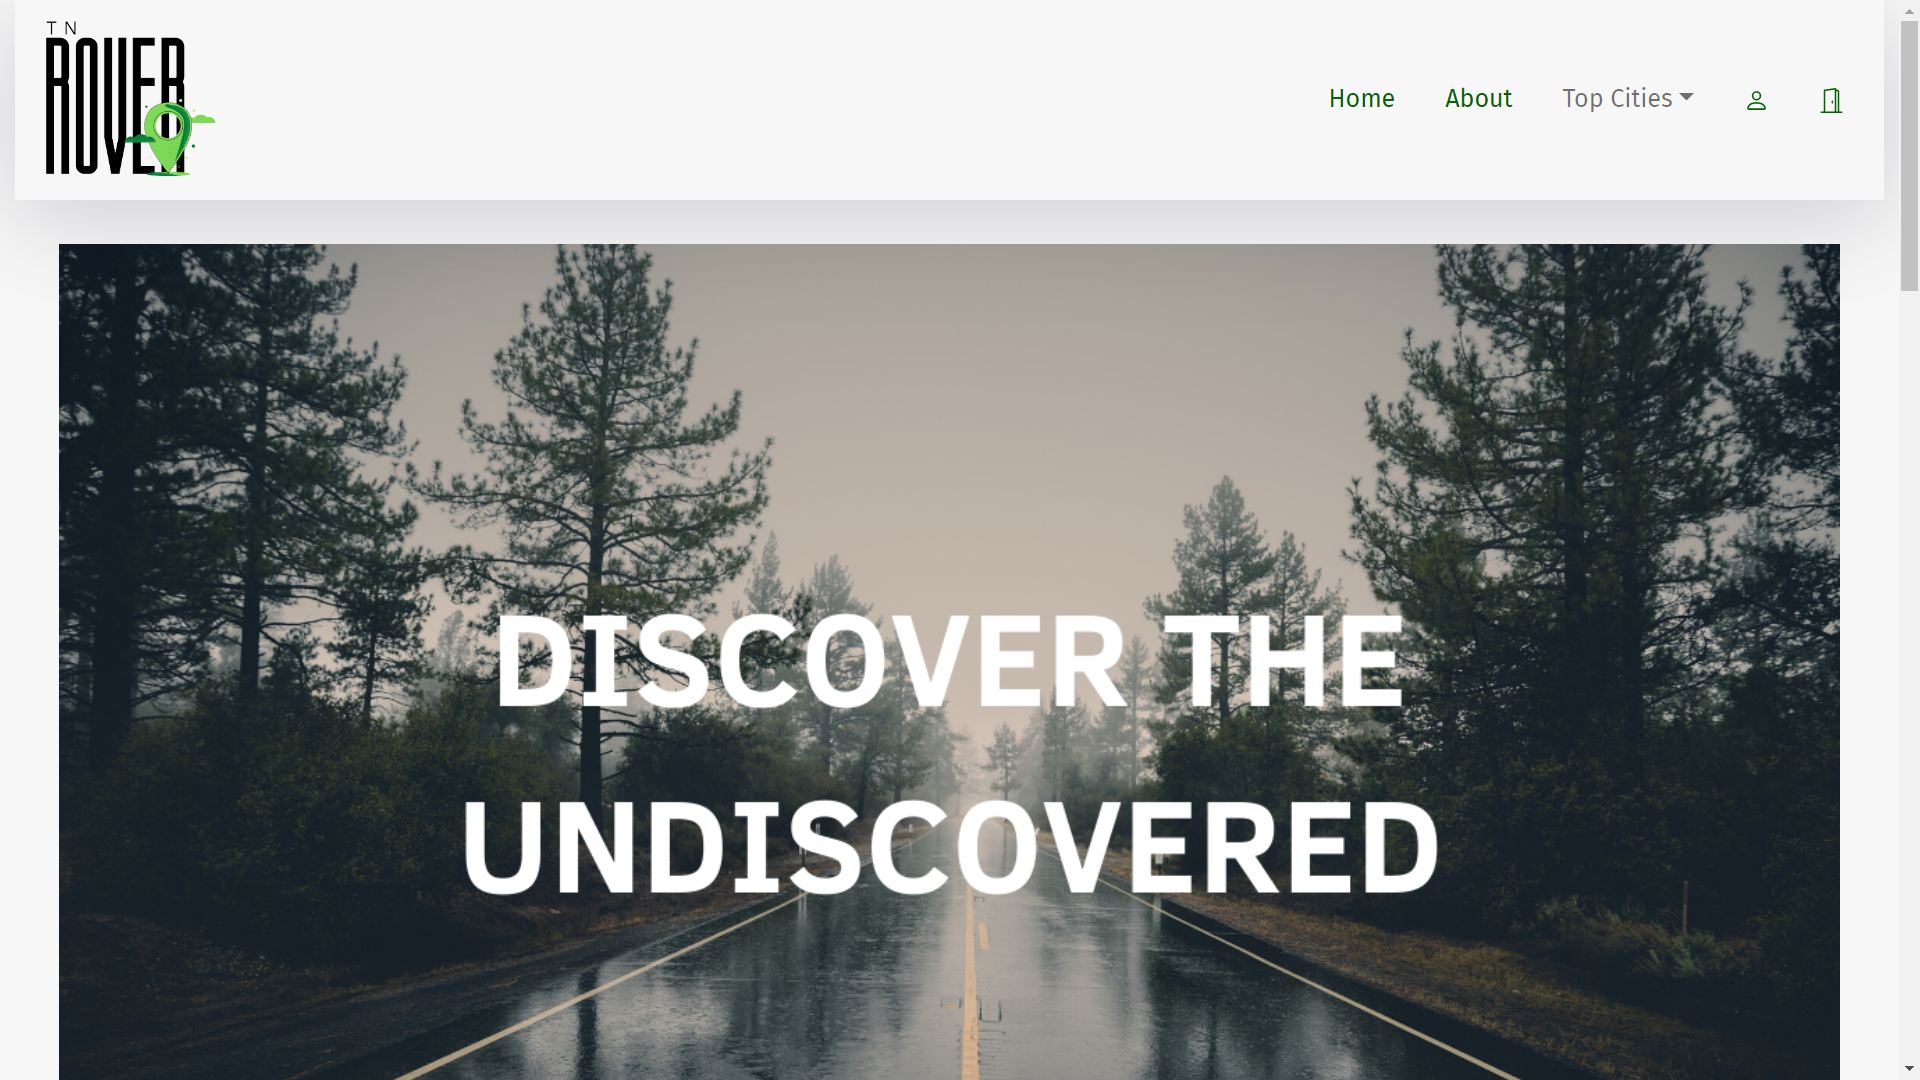 TN
ROVER
Home
About
Top Cities
DISCOVER THE
UNDISCOVERED